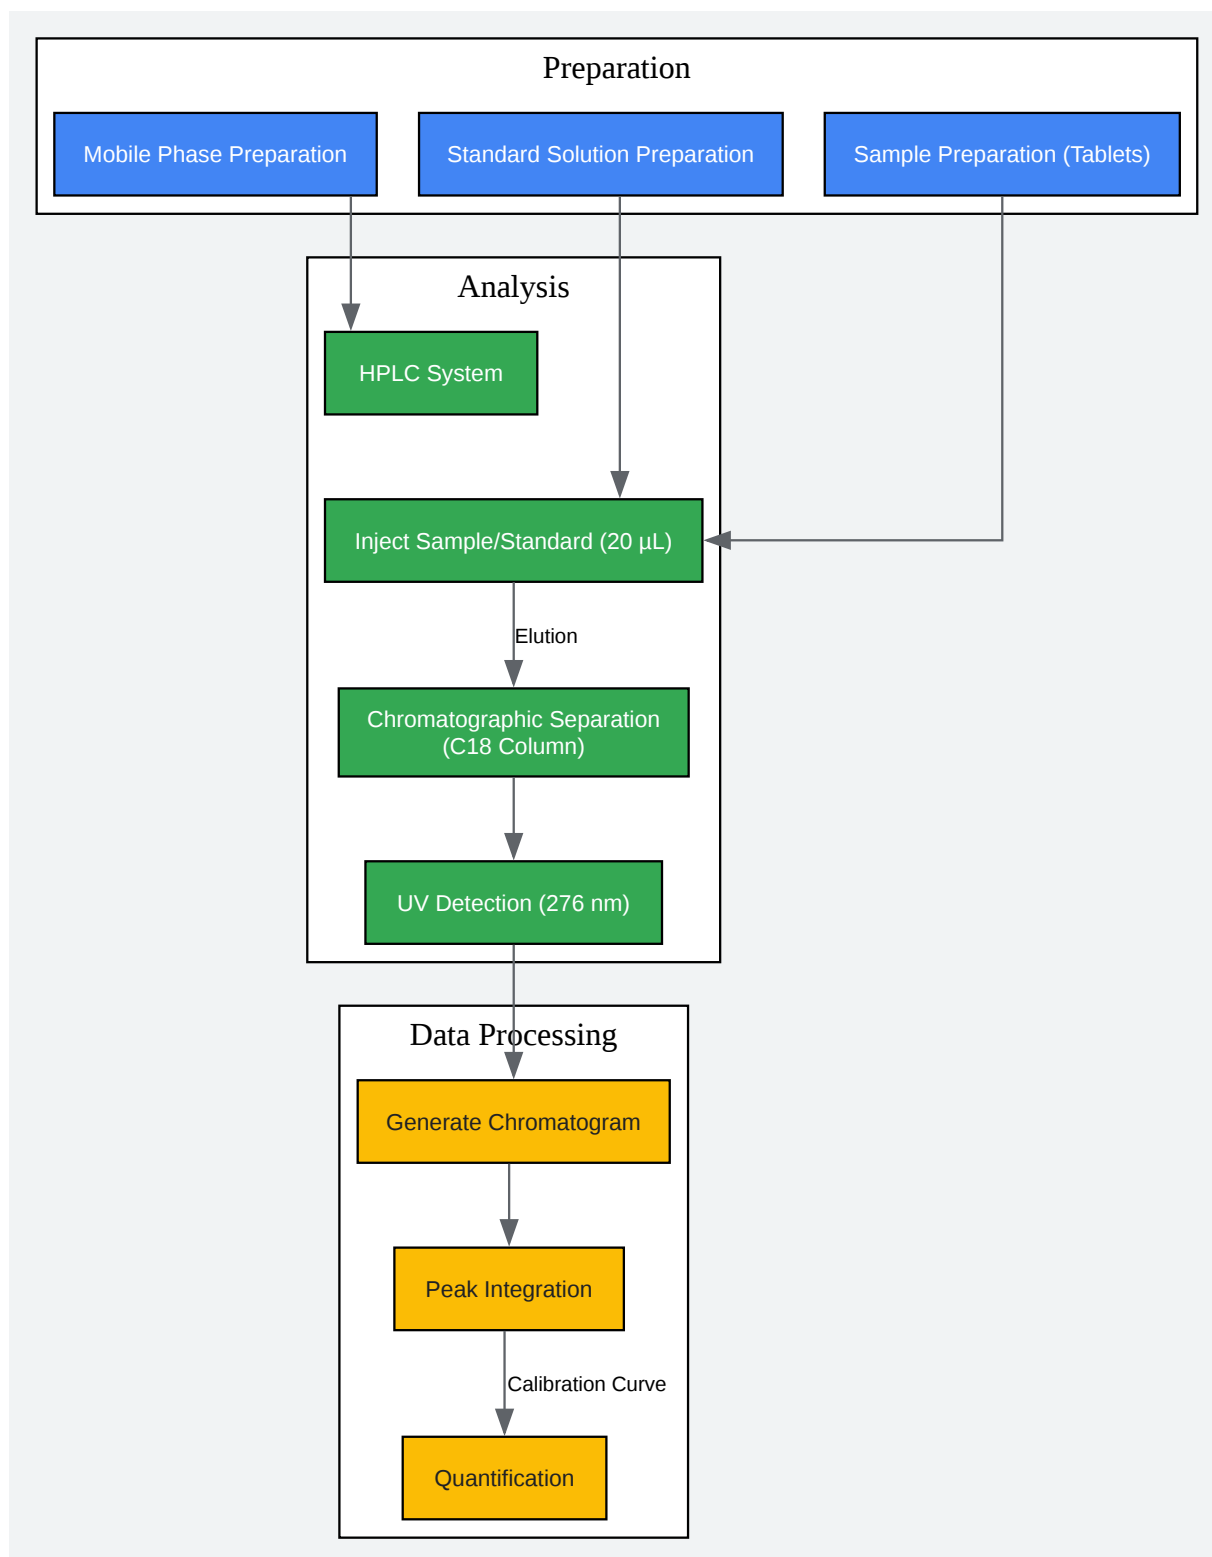 Preparation
Mobile Phase Preparation
Standard Solution Preparation
Sample Preparation (Tablets)
Analysis
HPLC System
Inject Sample/Standard (20 µL)
Elution
Chromatographic Separation
(C18 Column)
UV Detection (276 nm)
Data Processing
Generate Chromatogram
Peak Integration
Calibration Curve
Quantification